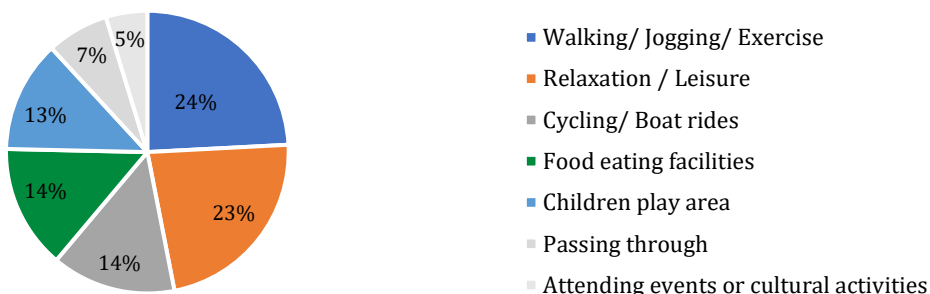 5%
7%
24%
13%
14%
23%
14%
Walking/ Jogging/ Exercise
Relaxation / Leisure
Cycling/ Boat rides
Food eating facilities
Children play area
Passing through
Attending events or cultural activities